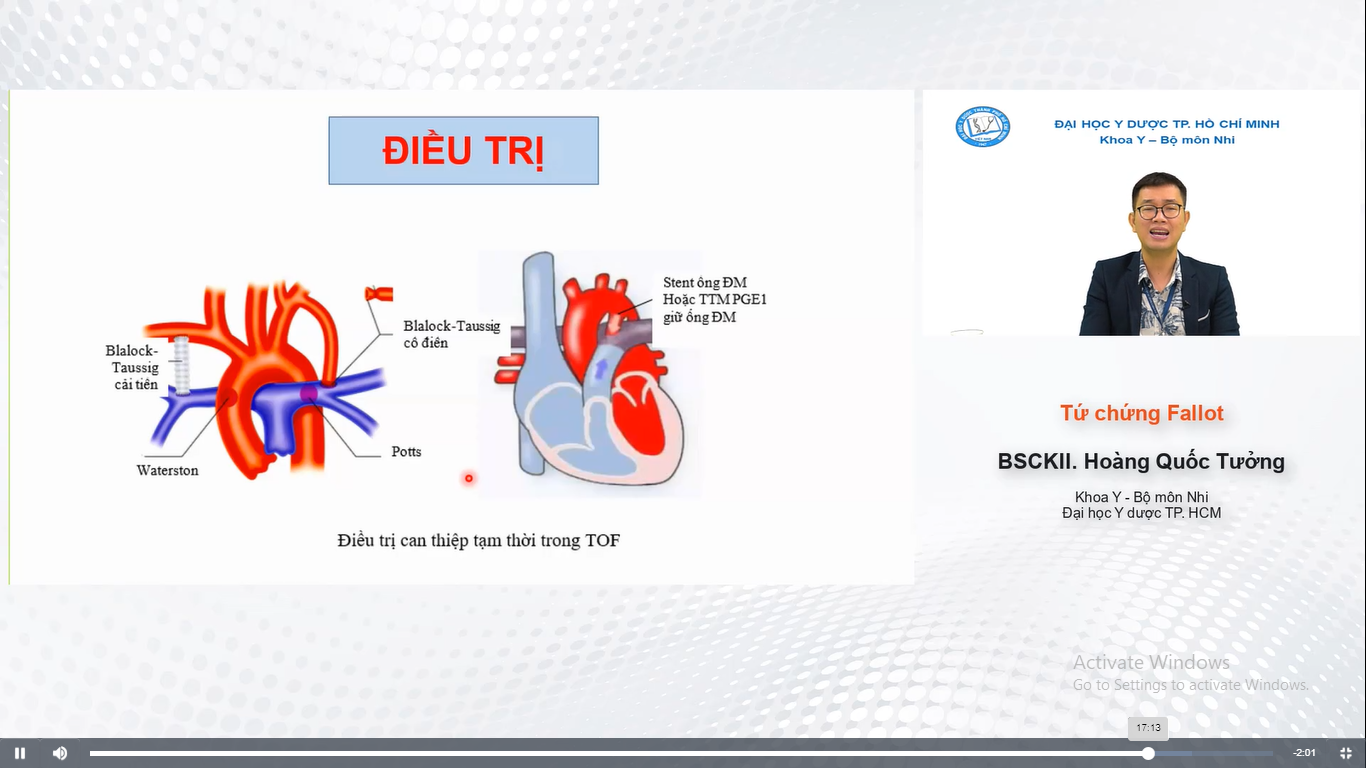 ĐIỀU TRỊ
Blalock-
Taussig
cải tiến
Waterston
Blalock-Taussig
cổ điển
Potts
Stent ông ĐM
Hoặc TTM PGE1
giữ ống ĐM
Điều trị can thiệp tạm thời trong TOF
ĐẠI HỌC Y DƯỢC TP. HỒ CHÍ MINH
Khoa Y – Bộ môn Nhi
Tứ chứng Fallot
BSCKII. Hoàng Quốc Tưởng
Khoa Y - Bộ môn Nhi
Đại học Y dược TP. HCM
Activate Windows
Go to Settings to activate Windows.
17:13
-2:01